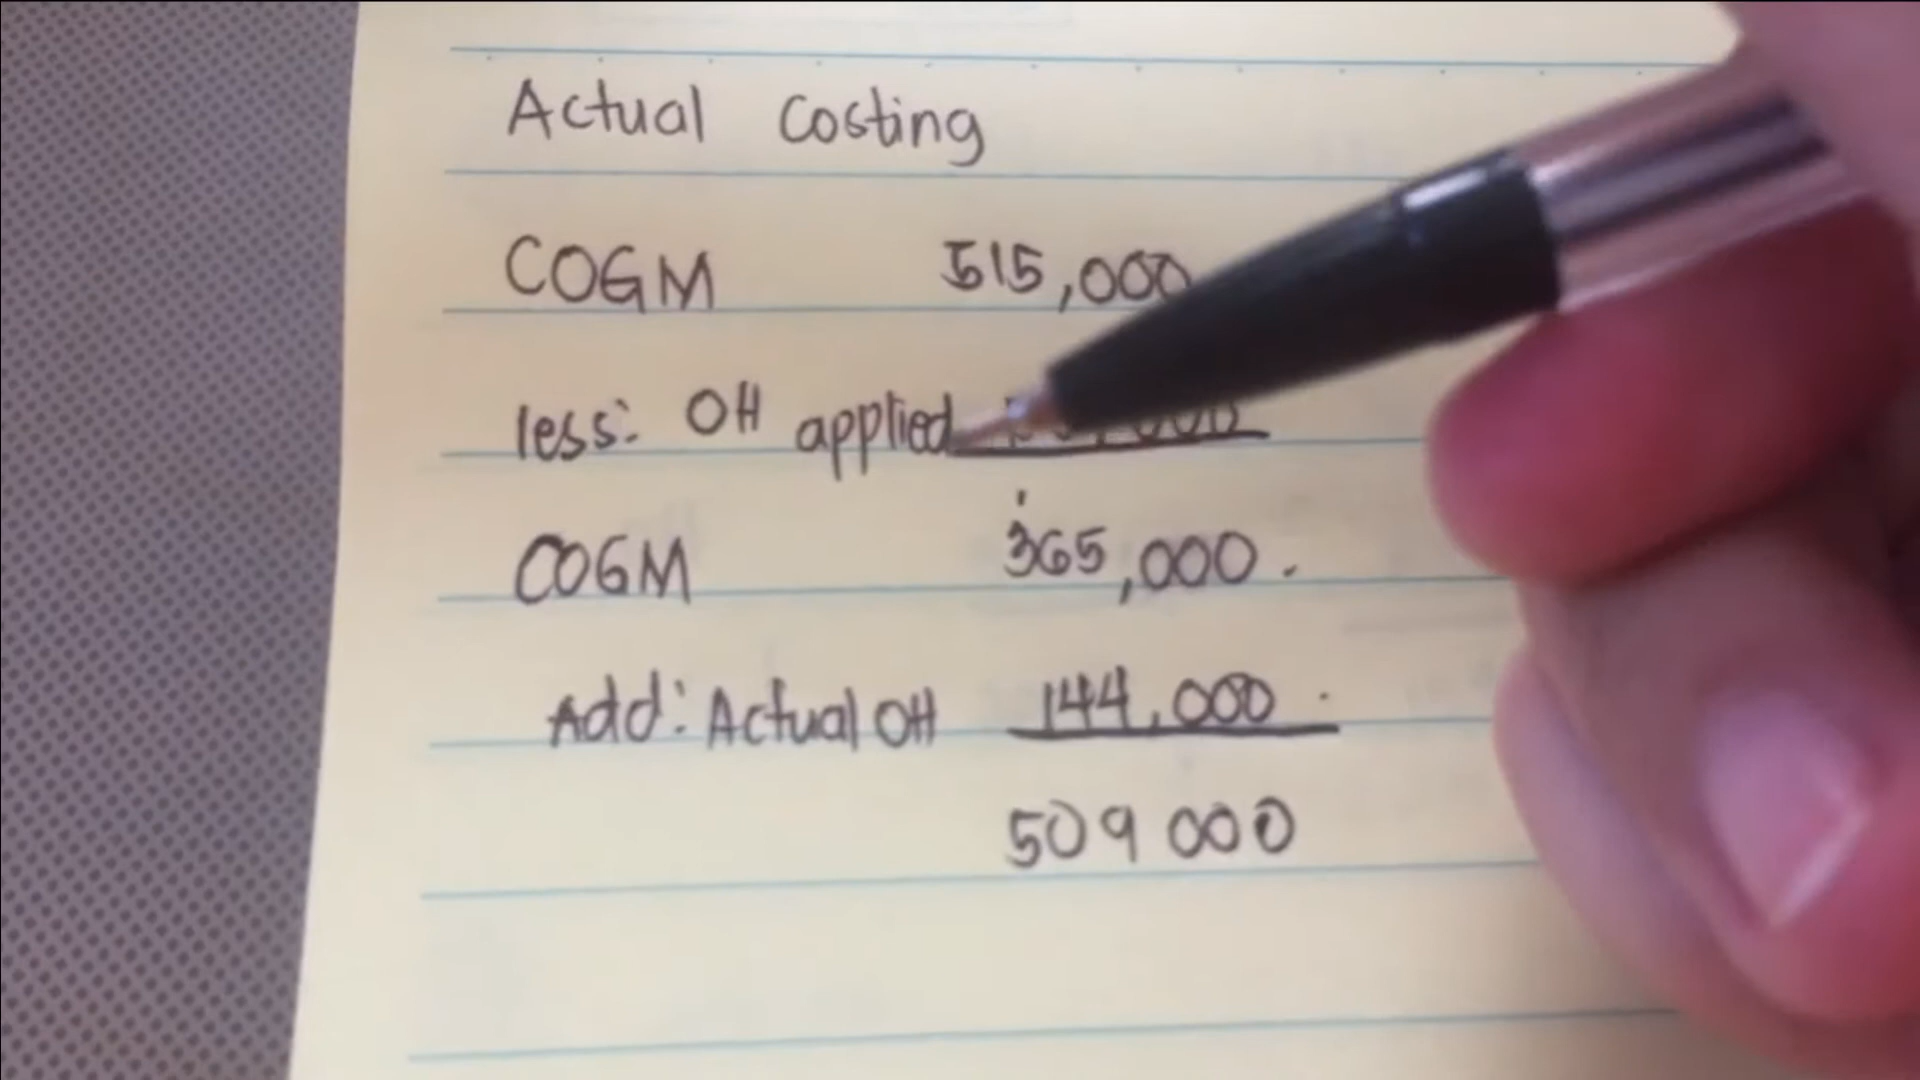 Actual Costing
COGM 515,000
less: OH applied
COGM 365,000.
Add: Actual OH 144,000
509 000